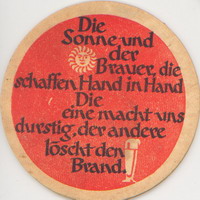 Die
Sonne und
der
Brauer, die
schaffen Hand in Hand
Die
eine macht uns
durstig, der andere
löscht den
Brand.